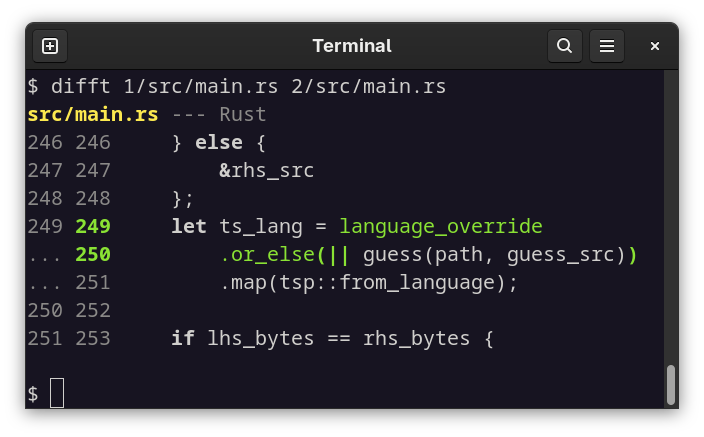 Terminal
$ difft 1/src/main.rs 2/src/main.rs
src/main.rs --- Rust
246 246     } else {
247 247         &rhs_src
248 248     };
249 249     let ts_lang = language_override
... 250         .or_else(|| guess(path, guess_src))
... 251         .map(tsp::from_language);
250 252
251 253     if lhs_bytes == rhs_bytes {
$